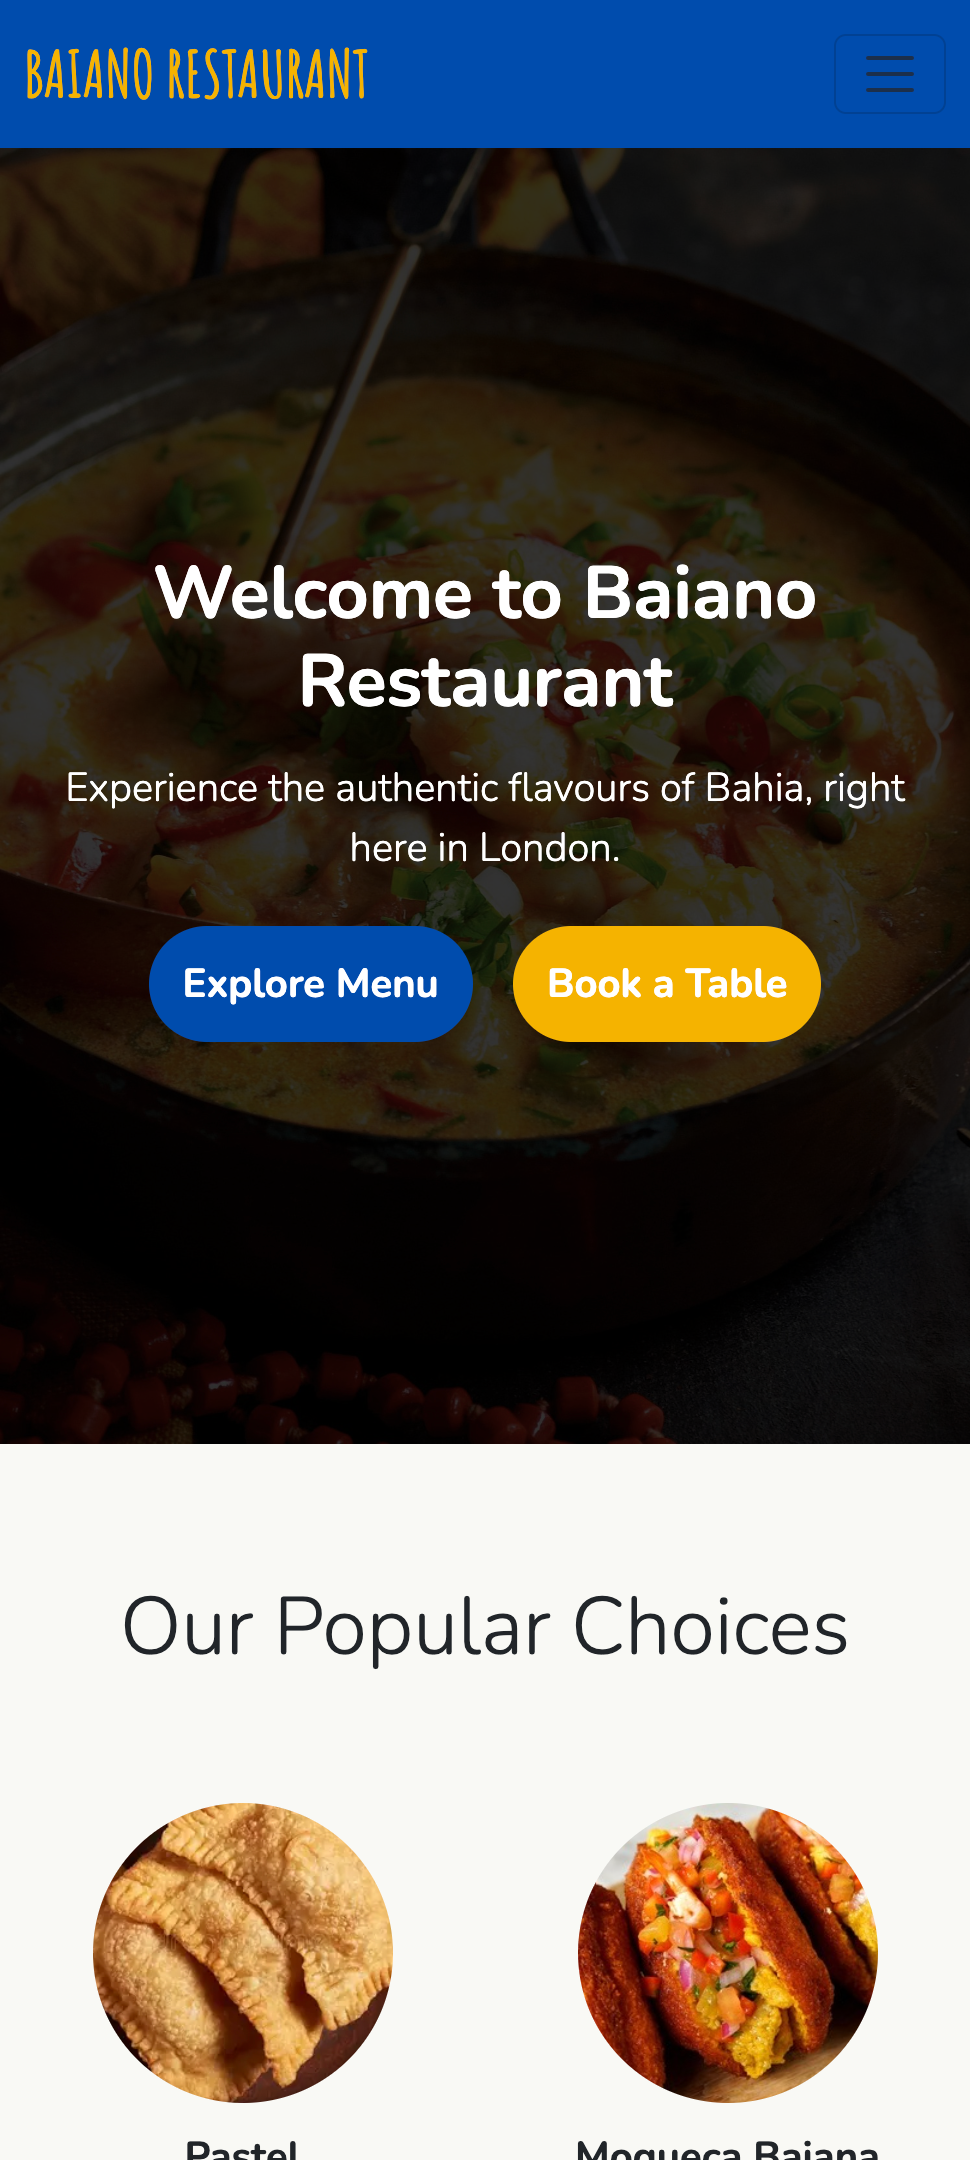 BAIANO RESTAURANT
Welcome to Baiano
Restaurant
Experience the authentic flavours of Bahia, right
here in London.
Explore Menu
Book a Table
Our Popular Choices
Pastel
Moqueca Baiana